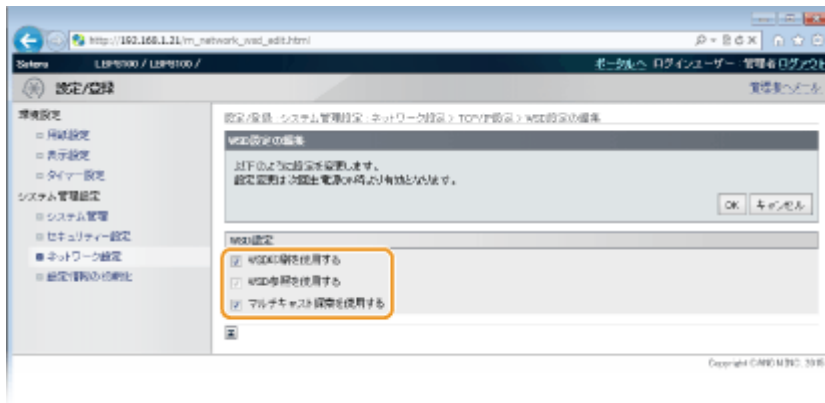 http://192.168.1.21/m_network_wsd_edit.html
Satera LBP8100 / LBP8100 /
ポータルへ ログインユーザー: 管理者 ログアウト
設定/登録
管理者へメール
環境設定
用紙設定
表示設定
タイマー設定
システム管理設定
システム管理
セキュリティー設定
ネットワーク設定
設定情報の初期化
設定/登録 : システム管理設定 : ネットワーク設定 > TCP/IP設定 > WSD設定の編集
WSD設定の編集
以下のように設定を変更します。
設定変更は次回主電源ON時より有効となります。
OK キャンセル
WSD設定
WSD印刷を使用する
WSD参照を使用する
マルチキャスト探索を使用する
Copyright CANON INC. 2015